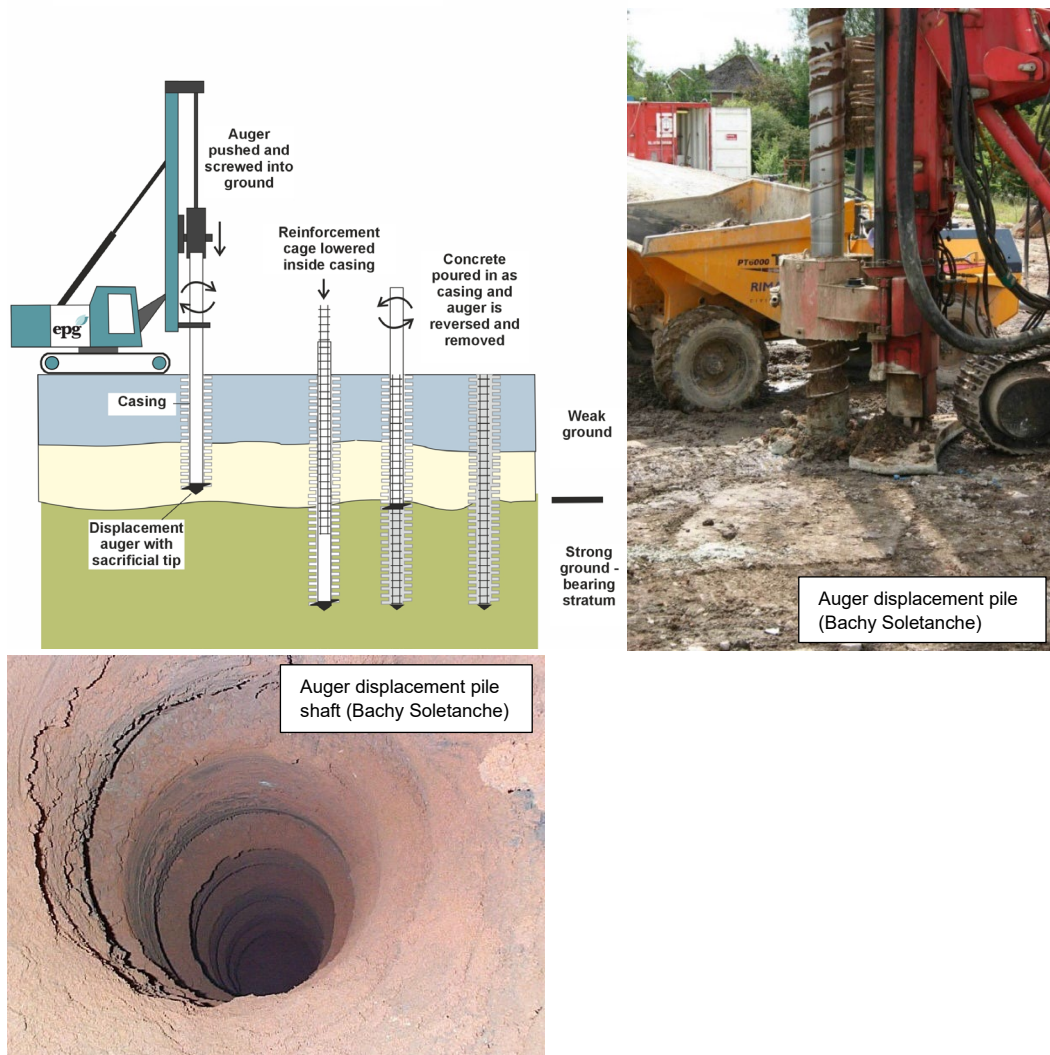 Auger
pushed and
screwed into
ground
Reinforcement
cage lowered
inside casing
Concrete
poured in as
casing and
auger is
reversed and
removed
epg
Casing
Weak
ground
Displacement
auger with
sacrificial tip
Strong
ground -
bearing
stratum
PT6000
RIM
Auger displacement pile
(Bachy Soletanche)
Auger displacement pile
shaft (Bachy Soletanche)